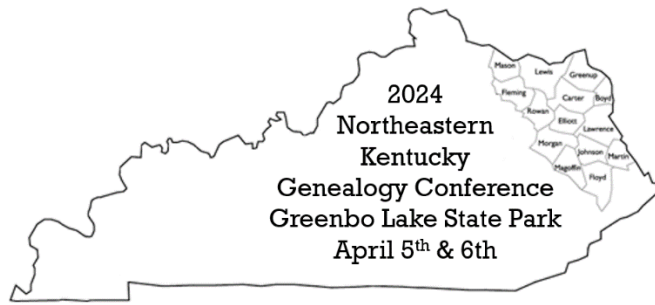 2024
Northeastern
Kentucky
Genealogy Conference
Greenbo Lake State Park
April 5th & 6th
Mason
Lewis
Greenup
Fleming
Carter
Boyd
Rowan
Elliott
Lawrence
Morgan
Johnson
Martin
Magoffin
Floyd